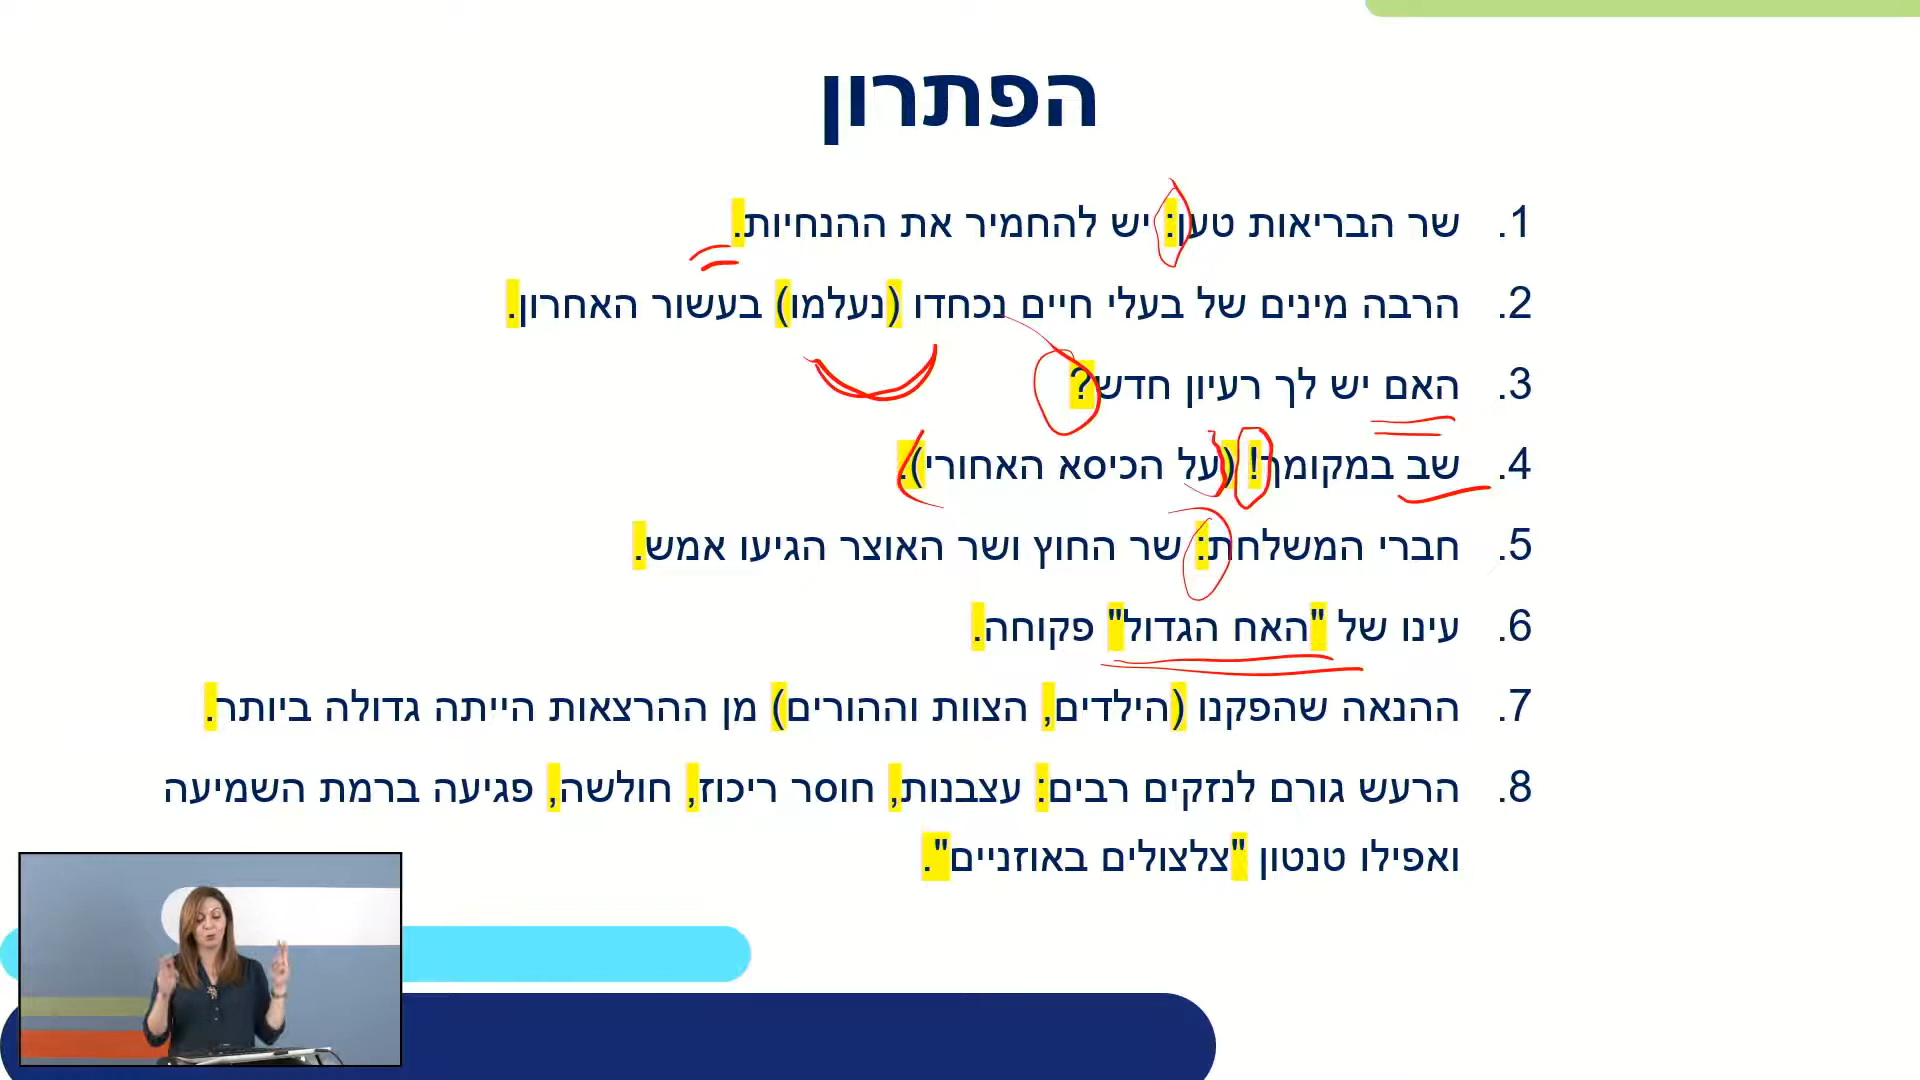 הפתרון
1. שר הבריאות טען: יש להחמיר את ההנחיות.
2. הרבה מינים של בעלי חיים נכחדו (נעלמו) בעשור האחרון.
3. האם יש לך רעיון חדש?
4. שב במקומך! (על הכיסא האחורי).
5. חברי המשלחת: שר החוץ ושר האוצר הגיעו אמש.
6. עינו של "האח הגדול" פקוחה.
7. ההנאה שהפקנו (הילדים, הצוות וההורים) מן ההרצאות הייתה גדולה ביותר.
8. הרעש גורם לנזקים רבים: עצבנות, חוסר ריכוז, חולשה, פגיעה ברמת השמיעה
ואפילו טנטון "צלצולים באוזניים".